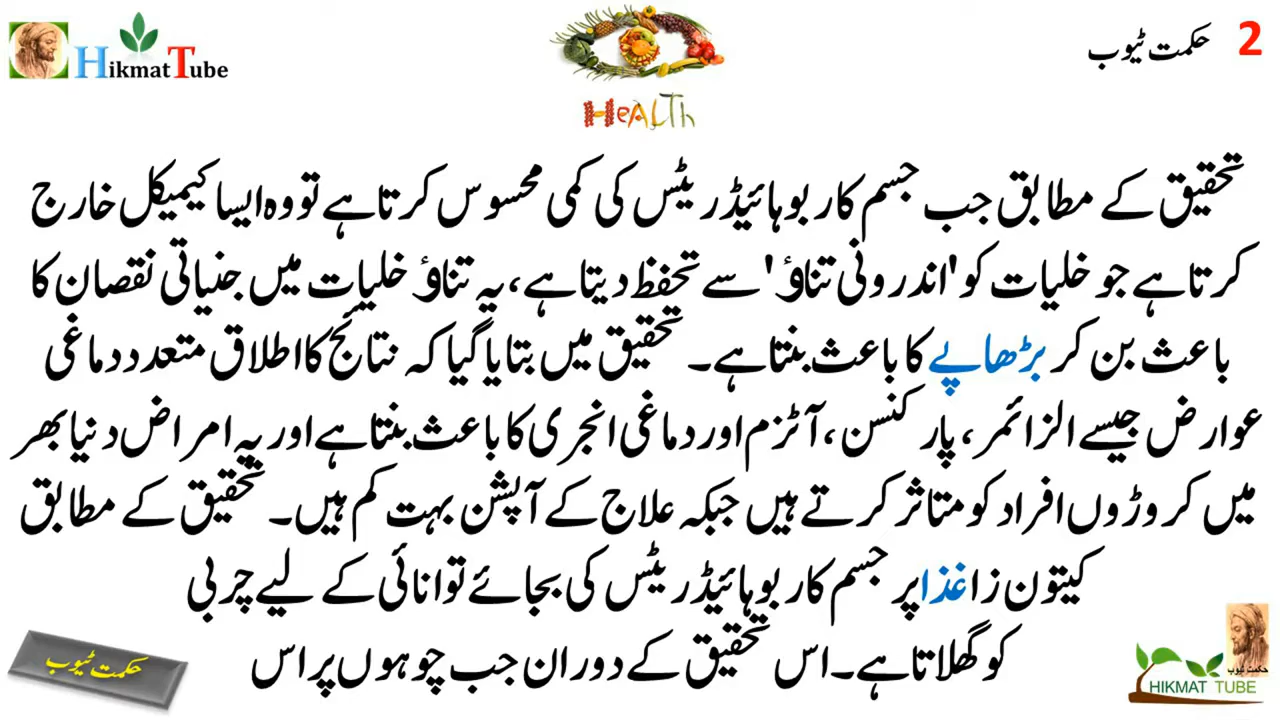 HikmatTube
HeALTh
حکمت ٹیوب 2
تحقیق کے مطابق جب جسم کاربوہائیڈریٹس کی کمی محسوس کرتا ہے تو وہ ایسا کیمیکل خارج
کرتا ہے جو خلیات کو 'اندرونی تناؤ' سے تحفظ دیتا ہے، یہ تناؤ خلیات میں جنیاتی نقصان کا
باعث بن کر بڑھاپے کا باعث بنتا ہے۔ تحقیق میں بتایا گیا کہ نتائج کا اطلاق متعدد دماغی
عوارض جیسے الزائمر، پارکنسن، آٹزم اور دماغی انجری کا باعث بنتا ہے اور یہ امراض دنیا بھر
میں کروڑوں افراد کو متاثر کرتے ہیں جبکہ علاج کے آپشن بہت کم ہیں۔ تحقیق کے مطابق
کیتون زا غذا پر جسم کاربوہائیڈریٹس کی بجائے توانائی کے لیے چربی
کو گھلاتا ہے۔ اس تحقیق کے دوران جب چوہوں پر اس
حکمت ٹیوب
حکمت ٹیوب
HIKMAT TUBE